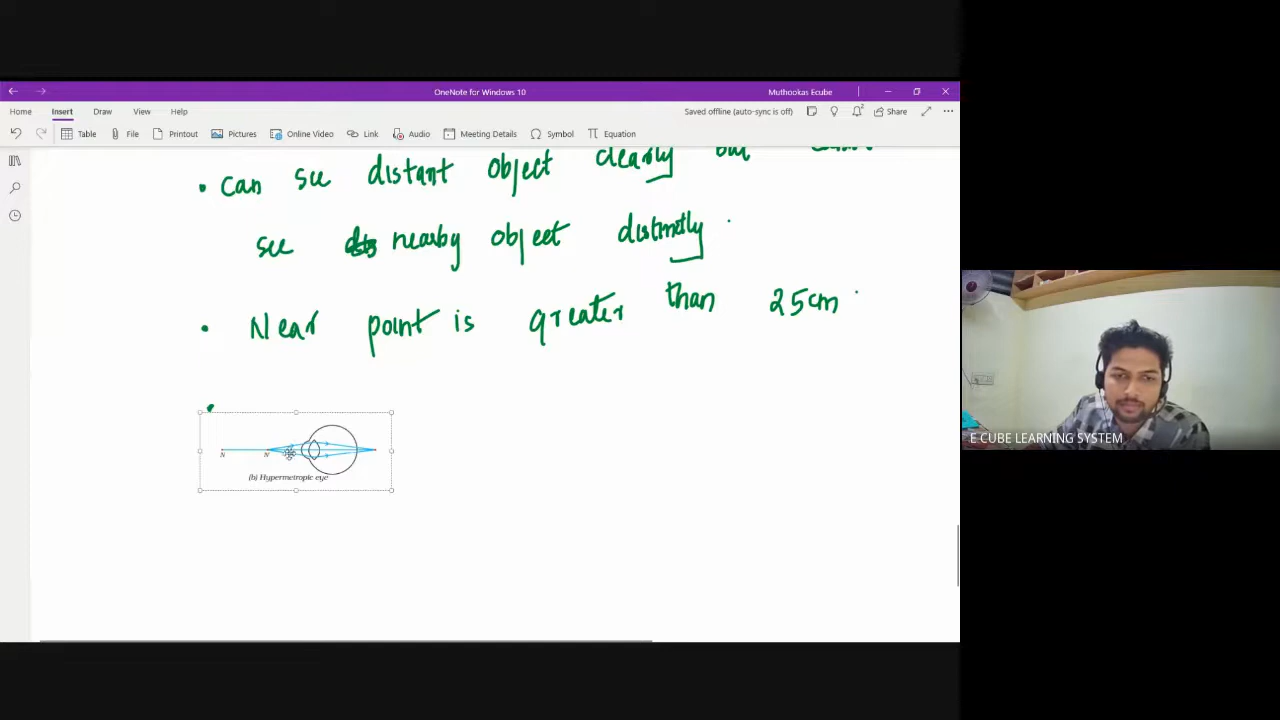 OneNote for Windows 10
Muthookas Ecube
Home Insert Draw View Help
Saved offline (auto-sync is off)
Share
Table File Printout Pictures Online Video Link Audio Meeting Details Symbol Equation
• Can see distant object clearly but
see nearby object distinctly.
• Near point is greater than 25cm.
N N'
(b) Hypermetropic eye
E CUBE LEARNING SYSTEM